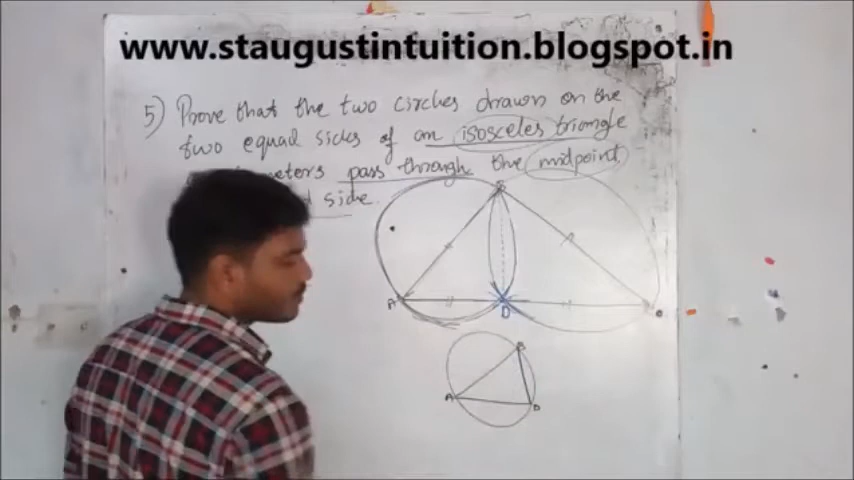 www.staugustintuition.blogspot.in
5) Prove that the two circles drawn on the
two equal sides of an isosceles triangle
pass through the midpoint
side.
B
A
D
C
B
A
D